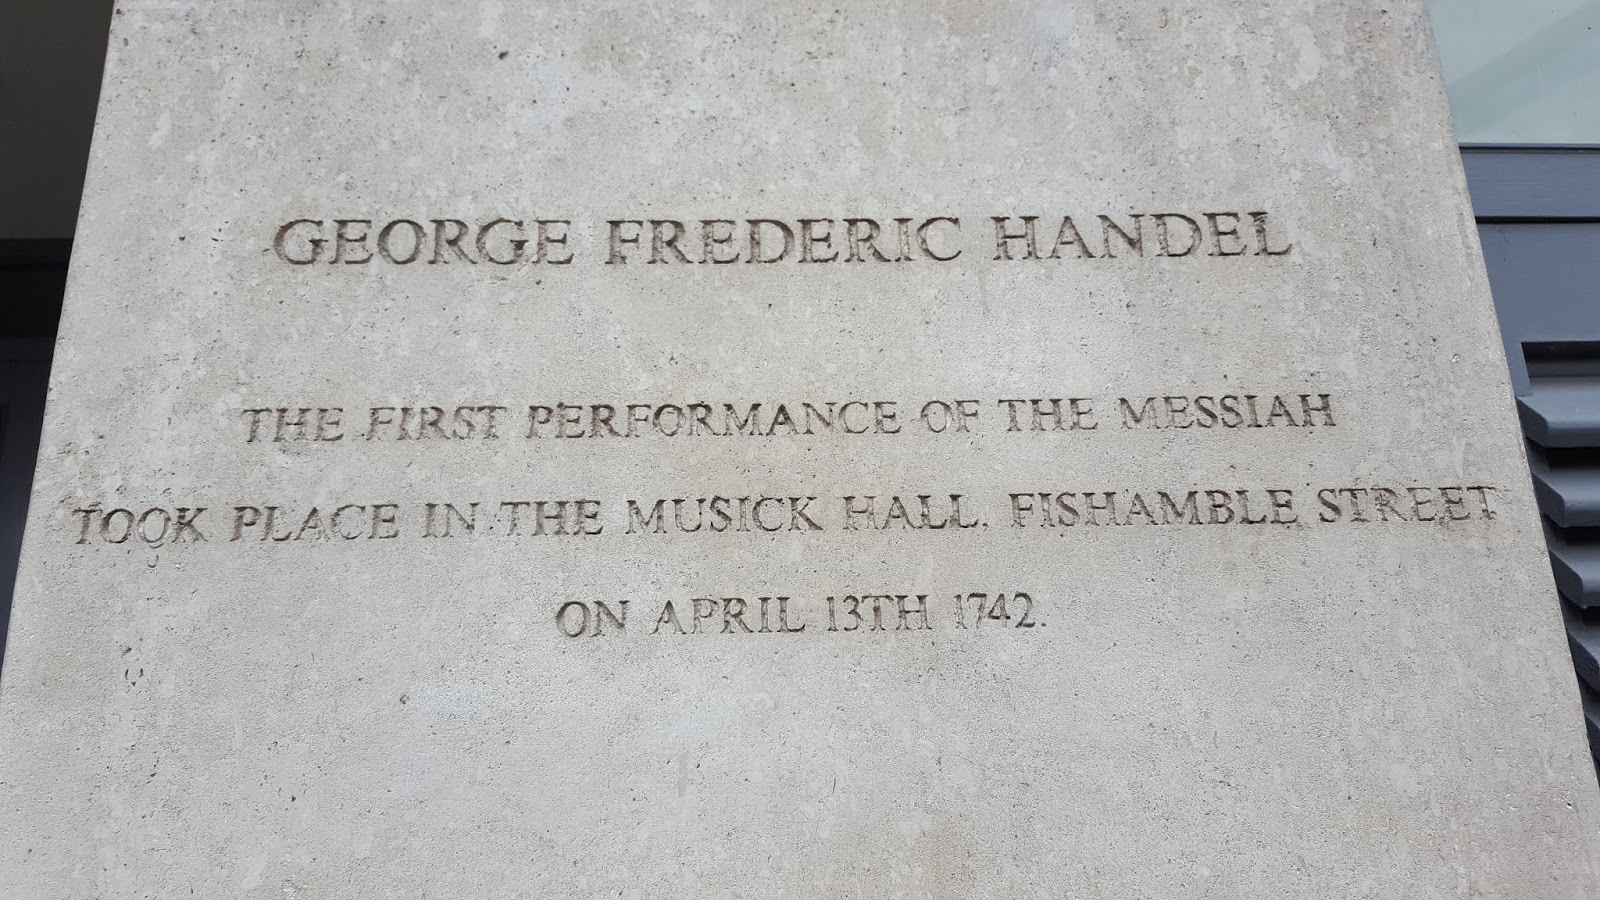 GEORGE FREDERIC HANDEL
THE FIRST PERFORMANCE OF THE MESSIAH
TOOK PLACE IN THE MUSICK HALL, FISHAMBLE STREET
ON APRIL 13TH 1742.